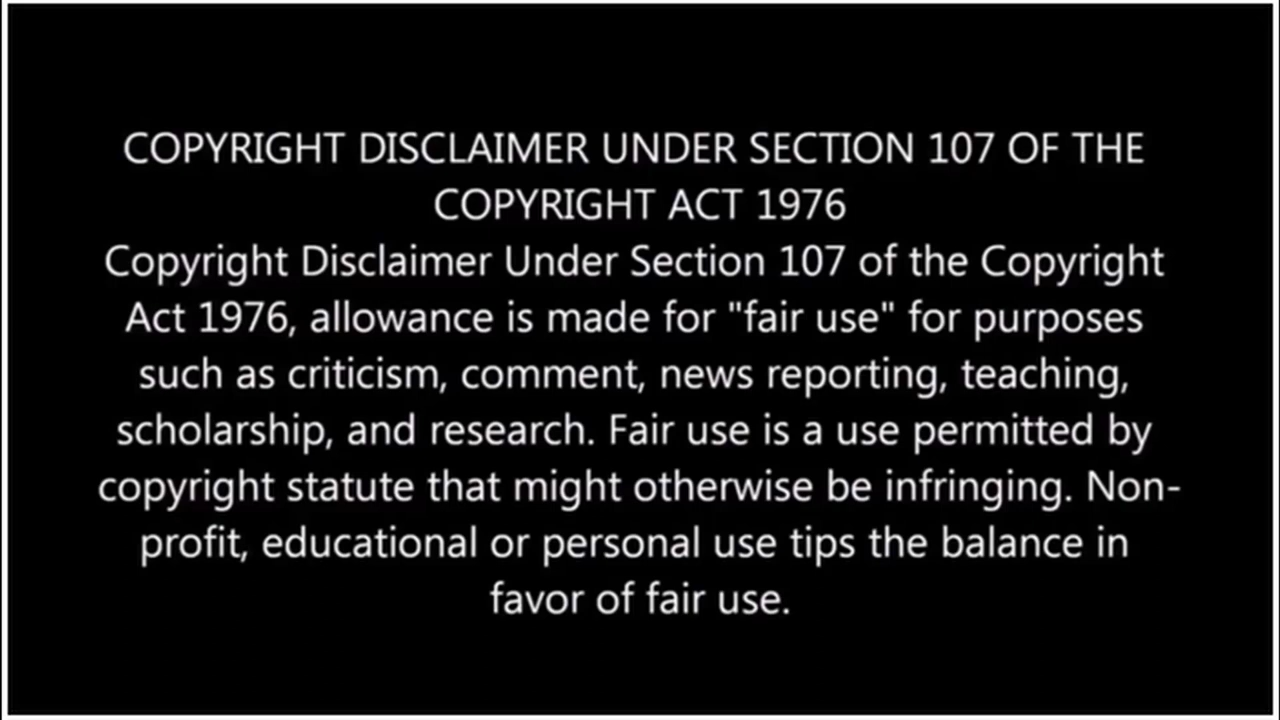 COPYRIGHT DISCLAIMER UNDER SECTION 107 OF THE
COPYRIGHT ACT 1976
Copyright Disclaimer Under Section 107 of the Copyright
Act 1976, allowance is made for "fair use" for purposes
such as criticism, comment, news reporting, teaching,
scholarship, and research. Fair use is a use permitted by
copyright statute that might otherwise be infringing. Non-
profit, educational or personal use tips the balance in
favor of fair use.